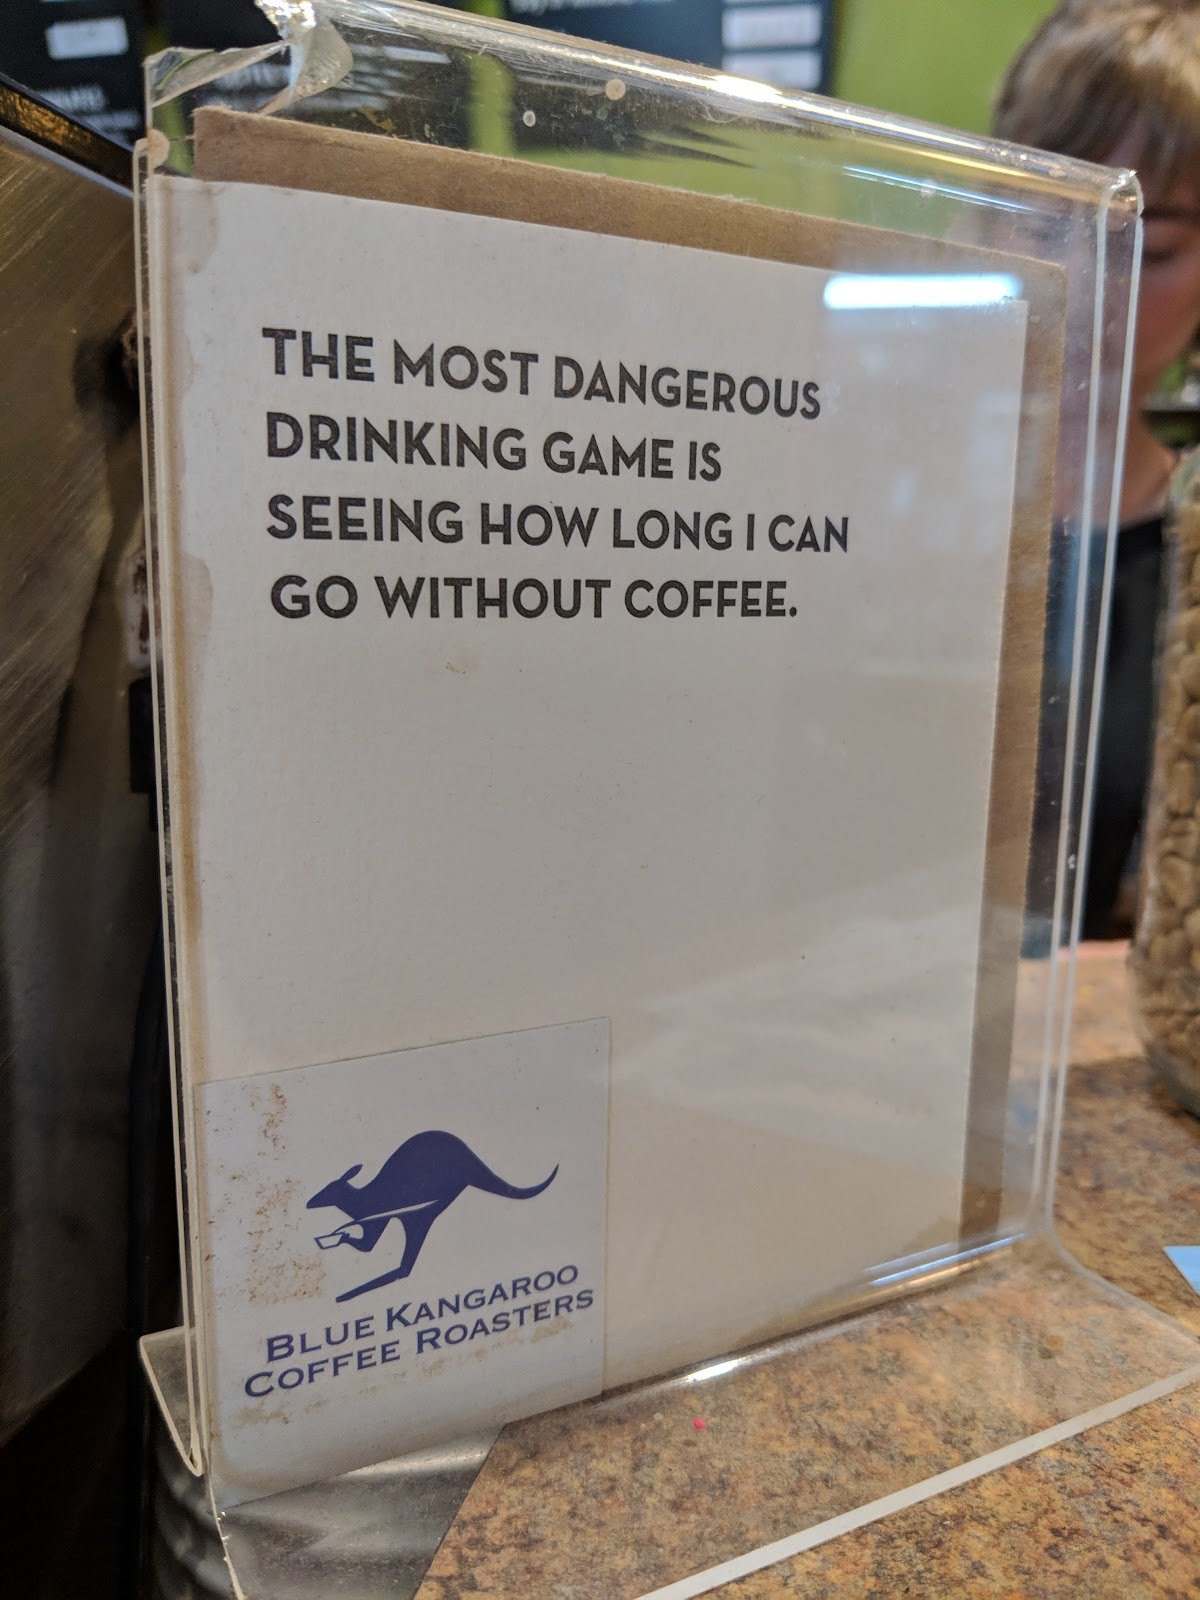 THE MOST DANGEROUS
DRINKING GAME IS
SEEING HOW LONG I CAN
GO WITHOUT COFFEE.
BLUE KANGAROO
COFFEE ROASTERS